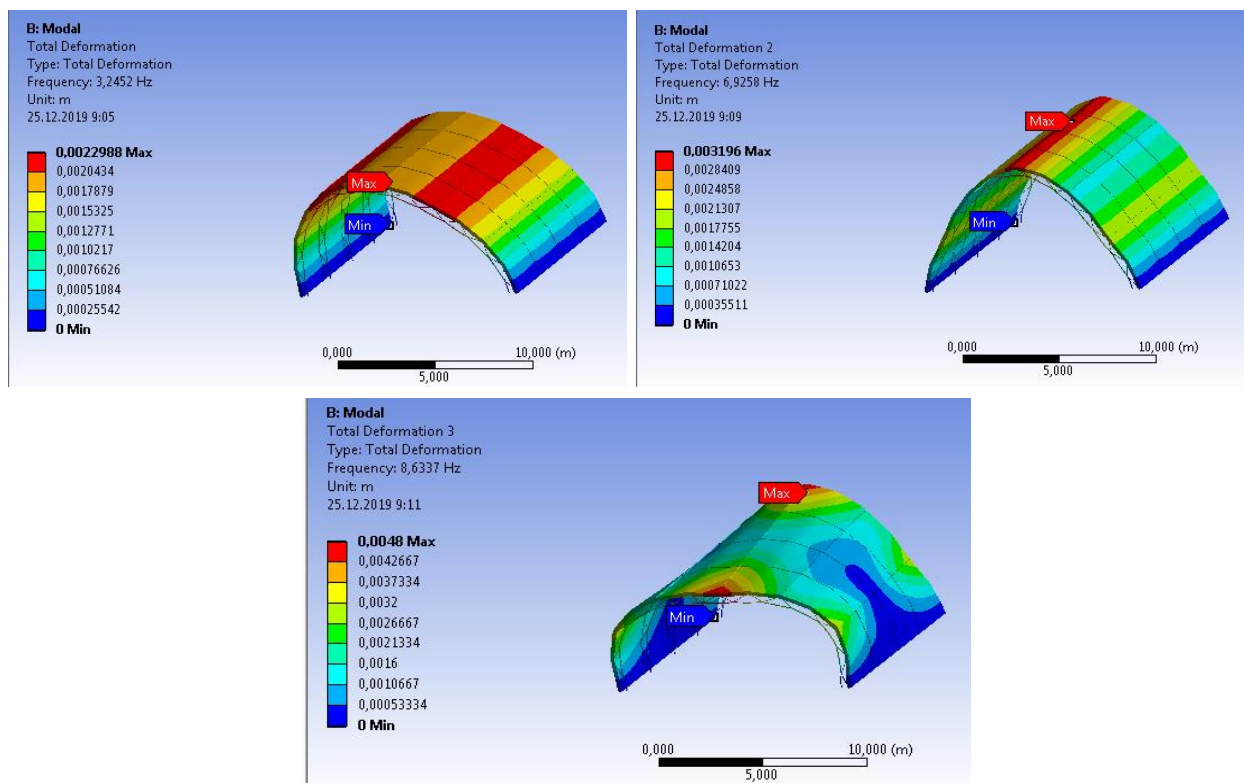 B: Modal
Total Deformation
Type: Total Deformation
Frequency: 3,2452 Hz
Unit: m
25.12.2019 9:05
0,0022988 Max
0,0020434
0,0017879
0,0015325
0,0012771
0,0010217
0,00076626
0,00051084
0,00025542
0 Min
Max
Min
0,000
10,000 (m)
5,000
B: Modal
Total Deformation 2
Type: Total Deformation
Frequency: 6,9258 Hz
Unit: m
25.12.2019 9:09
0,003196 Max
0,0028409
0,0024858
0,0021307
0,0017755
0,0014204
0,0010653
0,00071022
0,00035511
0 Min
Max
Min
0,000
10,000 (m)
5,000
B: Modal
Total Deformation 3
Type: Total Deformation
Frequency: 8,6337 Hz
Unit: m
25.12.2019 9:11
0,0048 Max
0,0042667
0,0037334
0,0032
0,0026667
0,0021334
0,0016
0,0010667
0,00053334
0 Min
Max
Min
0,000
10,000 (m)
5,000